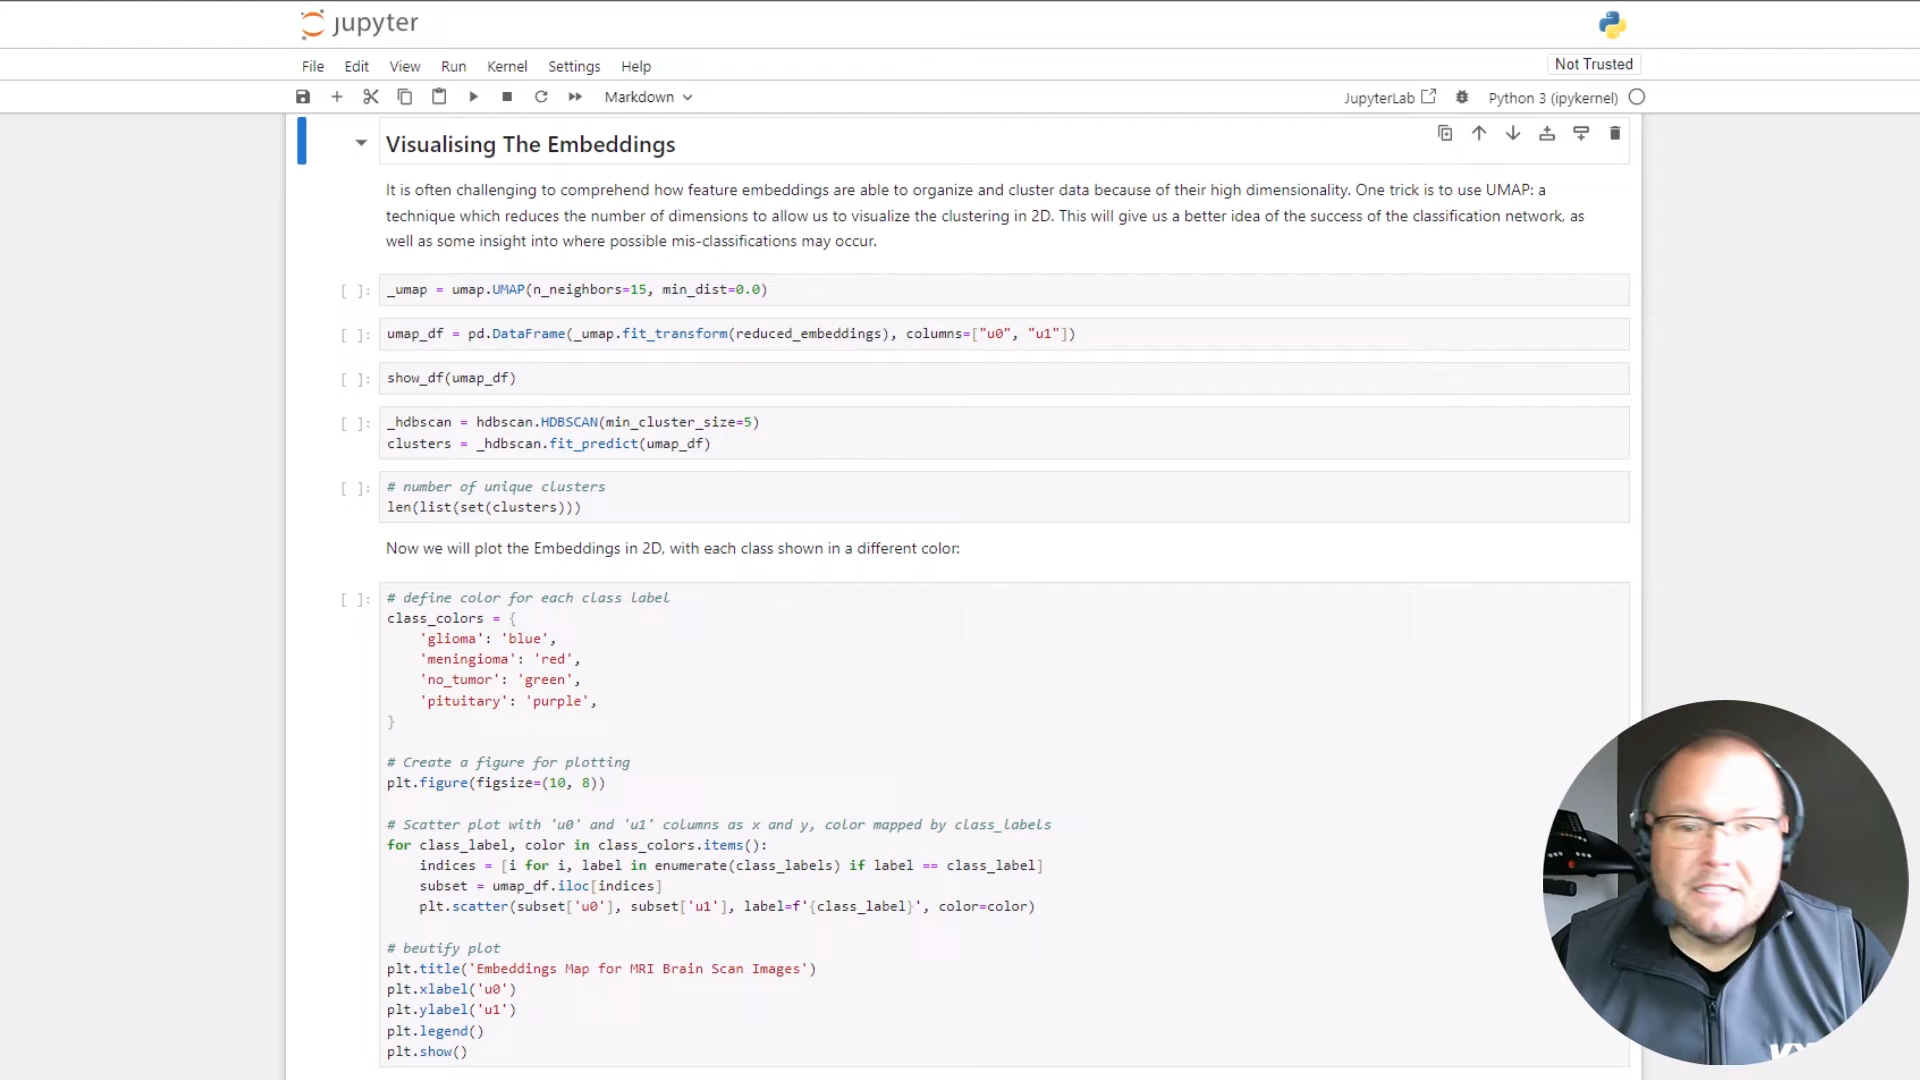 jupyter
File Edit View Run Kernel Settings Help
Not Trusted
Markdown
JupyterLab
Python 3 (ipykernel)
Visualising The Embeddings
It is often challenging to comprehend how feature embeddings are able to organize and cluster data because of their high dimensionality. One trick is to use UMAP: a
technique which reduces the number of dimensions to allow us to visualize the clustering in 2D. This will give us a better idea of the success of the classification network, as
well as some insight into where possible mis-classifications may occur.
[ ]: _umap = umap.UMAP(n_neighbors=15, min_dist=0.0)
[ ]: umap_df = pd.DataFrame(_umap.fit_transform(reduced_embeddings), columns=["u0", "u1"])
[ ]: show_df(umap_df)
[ ]: _hdbscan = hdbscan.HDBSCAN(min_cluster_size=5)
clusters = _hdbscan.fit_predict(umap_df)
[ ]: # number of unique clusters
len(list(set(clusters)))
Now we will plot the Embeddings in 2D, with each class shown in a different color:
[ ]: # define color for each class label
class_colors = {
'glioma': 'blue',
'meningioma': 'red',
'no_tumor': 'green',
'pituitary': 'purple',
}
# Create a figure for plotting
plt.figure(figsize=(10, 8))
# Scatter plot with 'u0' and 'u1' columns as x and y, color mapped by class_labels
for class_label, color in class_colors.items():
indices = [i for i, label in enumerate(class_labels) if label == class_label]
subset = umap_df.iloc[indices]
plt.scatter(subset['u0'], subset['u1'], label=f'{class_label}', color=color)
# beutify plot
plt.title('Embeddings Map for MRI Brain Scan Images')
plt.xlabel('u0')
plt.ylabel('u1')
plt.legend()
plt.show()